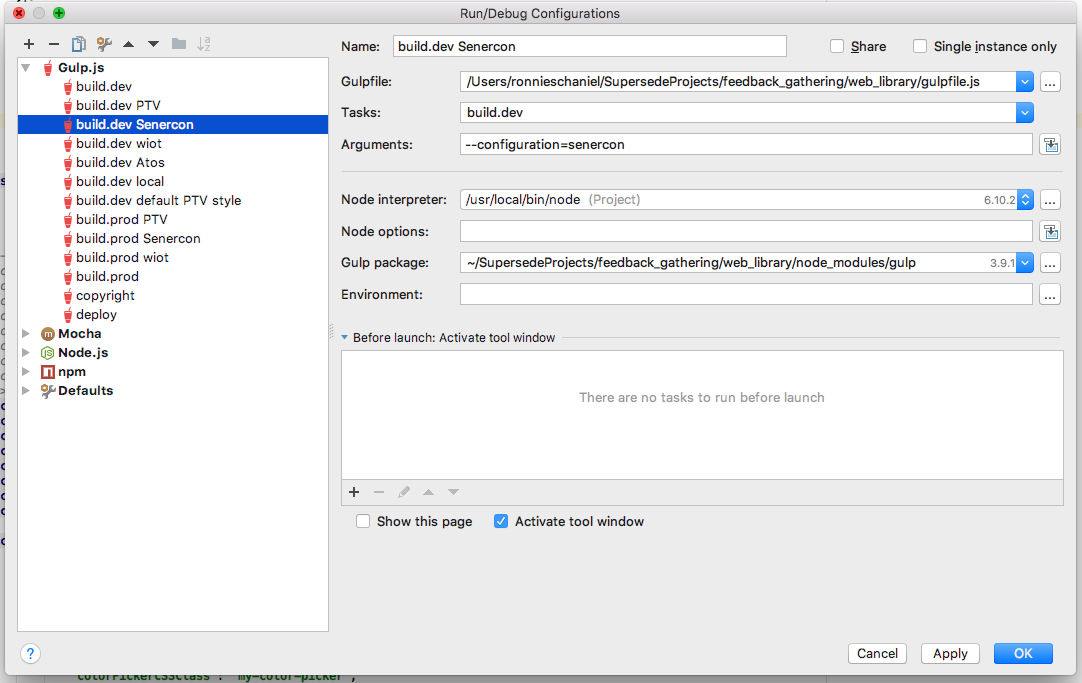 Run/Debug Configurations
Name: build.dev Senercon Share Single instance only
Gulp.js
build.dev
build.dev PTV
build.dev Senercon
build.dev wiot
build.dev Atos
build.dev local
build.dev default PTV style
build.prod PTV
build.prod Senercon
build.prod wiot
build.prod
copyright
deploy
Mocha
Node.js
npm
Defaults
Gulpfile: /Users/ronnieschaniel/SupersedeProjects/feedback_gathering/web_library/gulpfile.js ...
Tasks: build.dev
Arguments: --configuration=senercon
Node interpreter: /usr/local/bin/node (Project) 6.10.2 ...
Node options:
Gulp package: ~/SupersedeProjects/feedback_gathering/web_library/node_modules/gulp 3.9.1 ...
Environment: ...
Before launch: Activate tool window
There are no tasks to run before launch
Show this page Activate tool window
? Cancel Apply OK